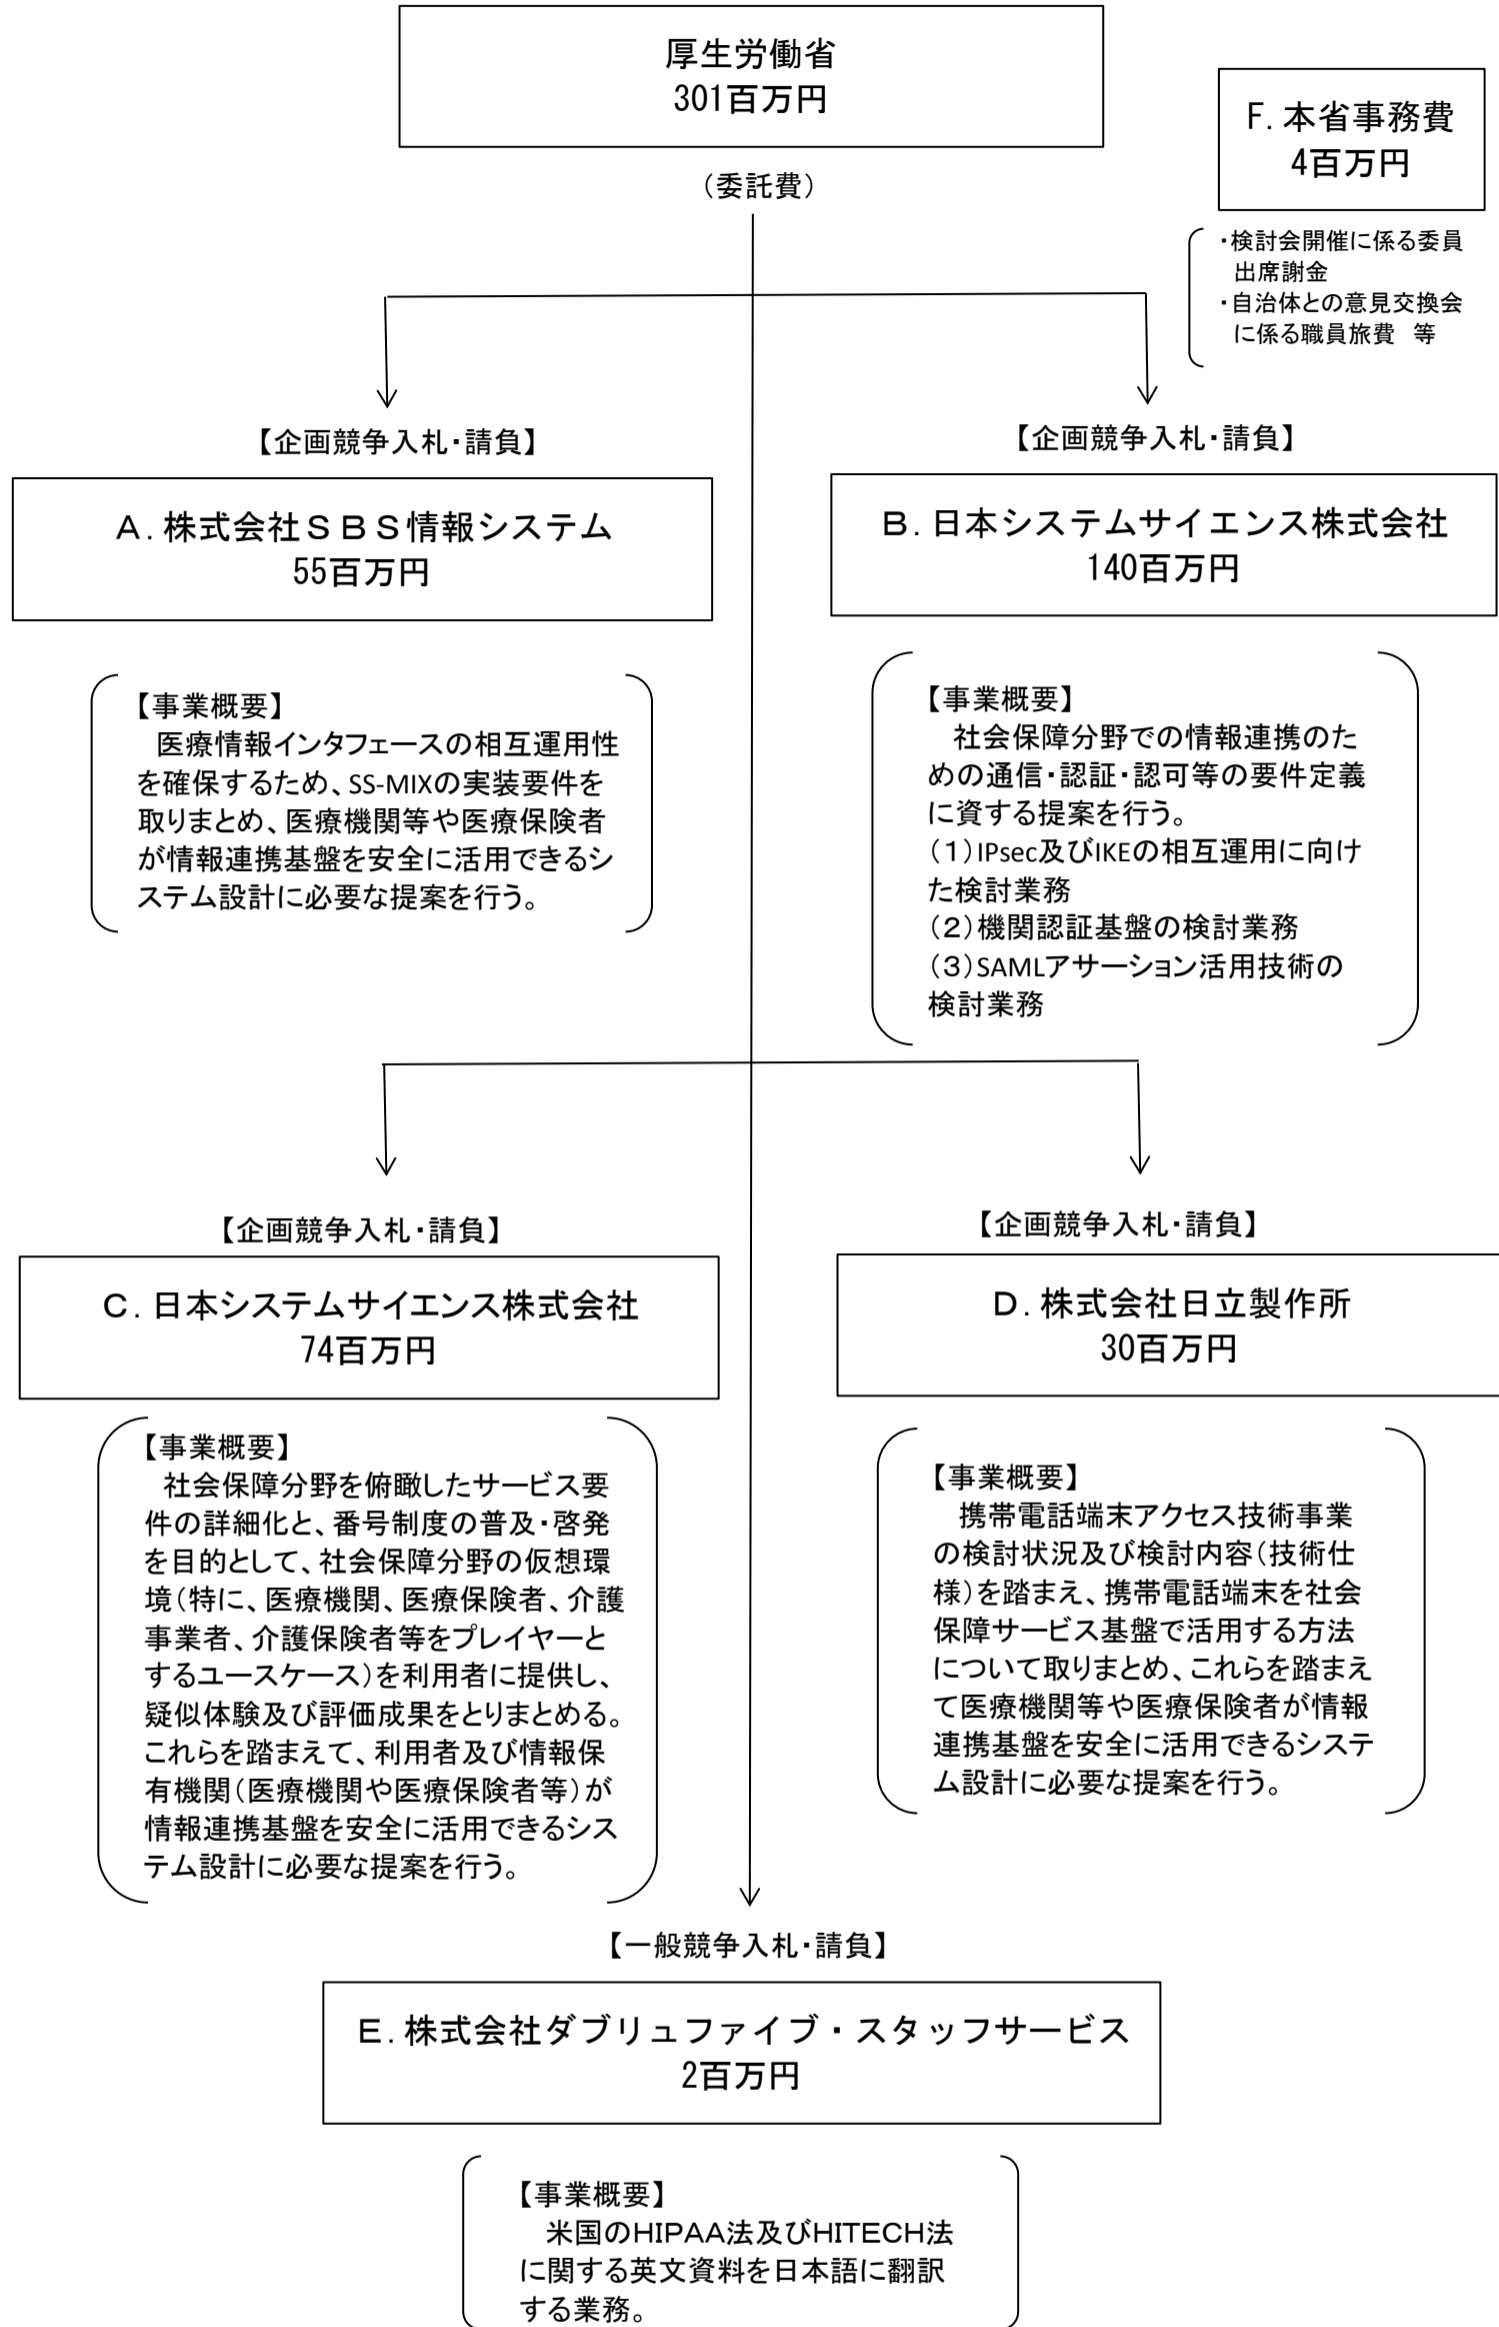 厚生労働省
301百万円
F．本省事務費
4百万円
（委託費）
・検討会開催に係る委員
出席謝金
・自治体との意見交換会
に係る職員旅費　等
【企画競争入札・請負】
A．株式会社ＳＢＳ情報システム
55百万円
【事業概要】
　医療情報インタフェースの相互運用性
を確保するため、SS-MIXの実装要件を
取りまとめ、医療機関等や医療保険者
が情報連携基盤を安全に活用できるシ
ステム設計に必要な提案を行う。
【企画競争入札・請負】
B．日本システムサイエンス株式会社
140百万円
【事業概要】
　社会保障分野での情報連携のた
めの通信・認証・認可等の要件定義
に資する提案を行う。
（１）IPsec及びIKEの相互運用に向け
た検討業務
（２）機関認証基盤の検討業務
（３）SAMLアサーション活用技術の
検討業務
【企画競争入札・請負】
C．日本システムサイエンス株式会社
74百万円
【事業概要】
　社会保障分野を俯瞰したサービス要
件の詳細化と、番号制度の普及・啓発
を目的として、社会保障分野の仮想環
境（特に、医療機関、医療保険者、介護
事業者、介護保険者等をプレイヤーと
するユースケース）を利用者に提供し、
疑似体験及び評価成果をとりまとめる。
これらを踏まえて、利用者及び情報保
有機関（医療機関や医療保険者等）が
情報連携基盤を安全に活用できるシス
テム設計に必要な提案を行う。
【企画競争入札・請負】
D．株式会社日立製作所
30百万円
【事業概要】
　携帯電話端末アクセス技術事業
の検討状況及び検討内容（技術仕
様）を踏まえ、携帯電話端末を社会
保障サービス基盤で活用する方法
について取りまとめ、これらを踏まえ
て医療機関等や医療保険者が情報
連携基盤を安全に活用できるシステ
ム設計に必要な提案を行う。
【一般競争入札・請負】
E．株式会社ダブリュファイブ・スタッフサービス
2百万円
【事業概要】
　米国のHIPAA法及びHITECH法
に関する英文資料を日本語に翻訳
する業務。